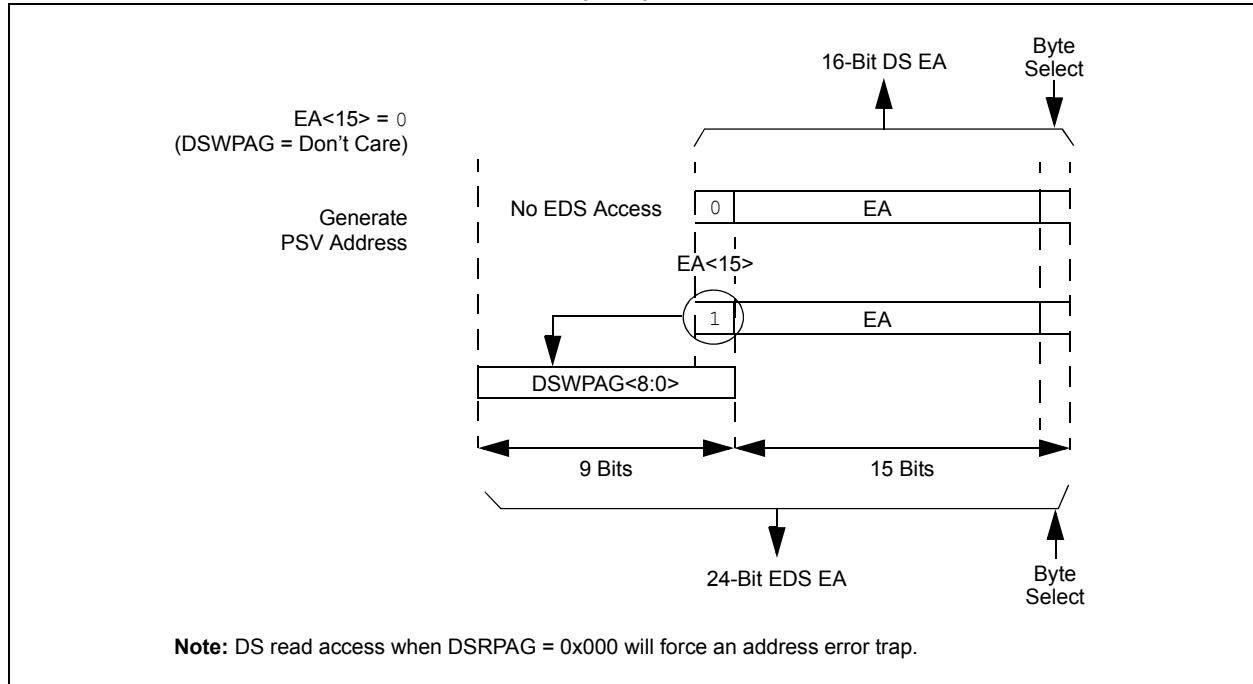 16-Bit DS EA
Byte
Select
EA<15> = 0
(DSWPAG = Don't Care)
No EDS Access
0
EA
Generate
PSV Address
EA<15>
1
EA
DSWPAG<8:0>
9 Bits
15 Bits
24-Bit EDS EA
Byte
Select
Note: DS read access when DSRPAG = 0x000 will force an address error trap.